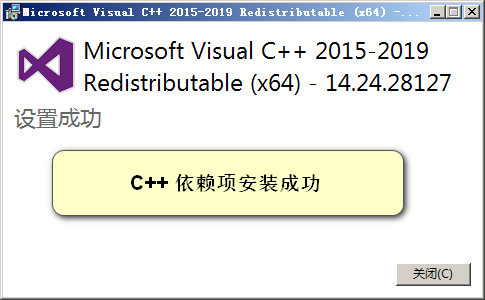 Microsoft Visual C++ 2015-2019 Redistributable (x64) -...
Microsoft Visual C++ 2015-2019
Redistributable (x64) - 14.24.28127
设置成功
C++ 依赖项安装成功
关闭(C)